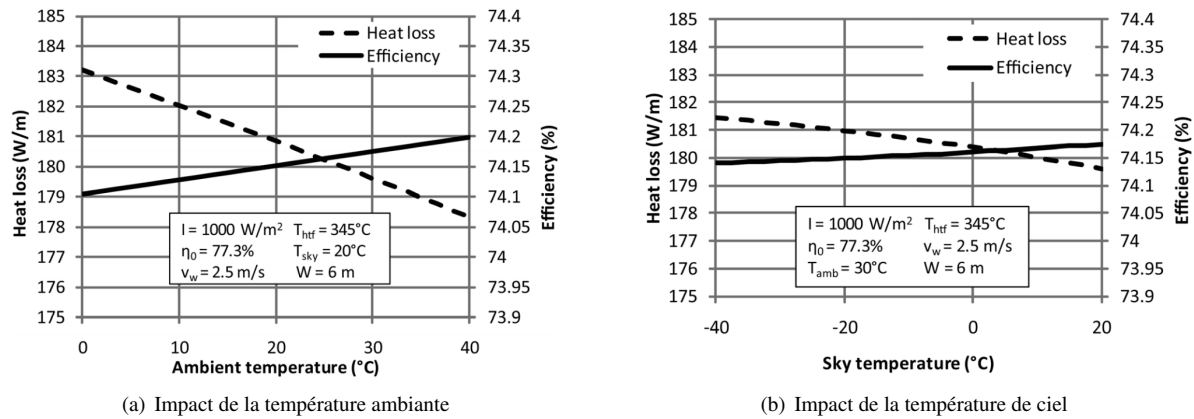 185
184
183
182
181
180
179
178
177
176
175
Heat loss (W/m)
74.4
74.35
74.3
74.25
74.2
74.15
74.1
74.05
74
73.95
73.9
Efficiency (%)
Heat loss
Efficiency
I = 1000 W/m² T_htf = 345°C
η₀ = 77.3% T_sky = 20°C
v_w = 2.5 m/s W = 6 m
0 10 20 30 40
Ambient temperature (°C)
(a) Impact de la température ambiante
185
184
183
182
181
180
179
178
177
176
175
Heat loss (W/m)
74.4
74.35
74.3
74.25
74.2
74.15
74.1
74.05
74
73.95
73.9
Efficiency (%)
Heat loss
Efficiency
I = 1000 W/m² T_htf = 345°C
η₀ = 77.3% v_w = 2.5 m/s
T_amb = 30°C W = 6 m
-40 -20 0 20
Sky temperature (°C)
(b) Impact de la température de ciel